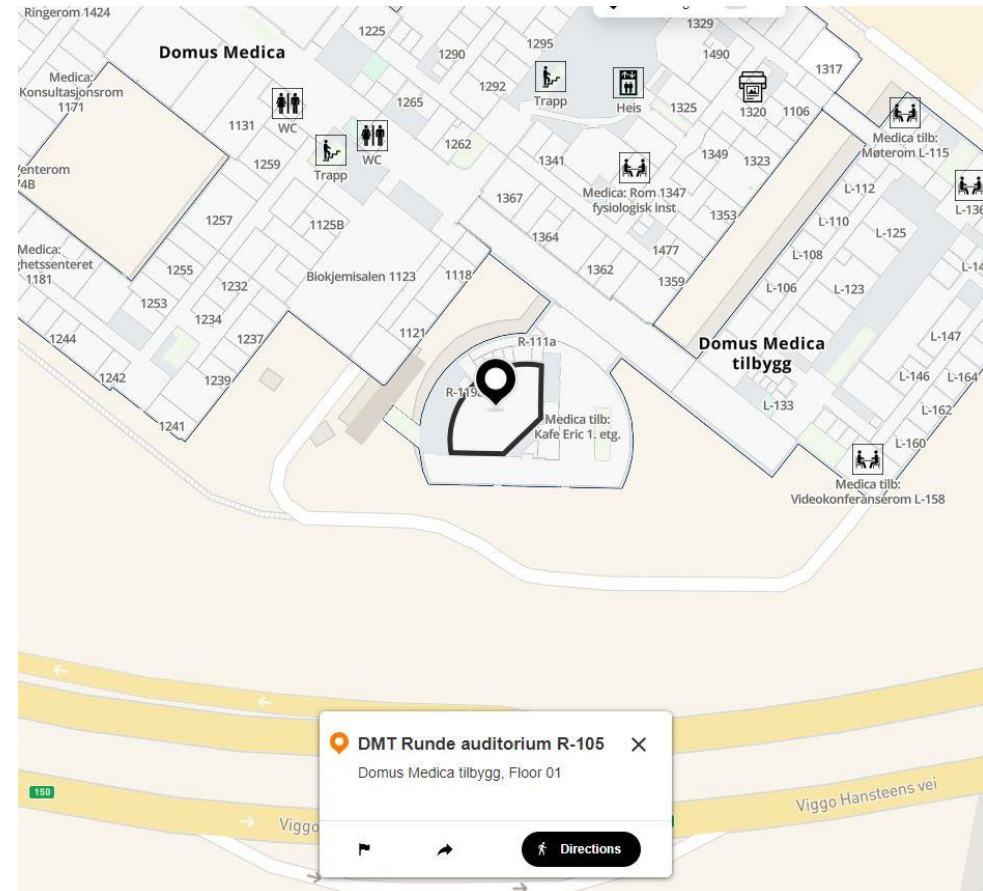 Ringerom 1424
1225
1329
Domus Medica
1290
1295
1490
1317
Medica:
Konsultasjonsrom
1171
1292
Trapp
Heis
1325
1320
1106
1265
WC
1131
WC
1262
Medica tilb:
Møterom L-115
1259
Trapp
1341
1349
1323
74B
Medica: Rom 1347
fysiologisk inst
L-112
1367
1353
L-110
L-125
1257
1125B
1364
1477
L-108
Medica:
1181
1255
Biokjemisalen 1123
1118
1362
1359
L-106
L-123
1253
1232
1234
1244
1237
1121
R-111a
Domus Medica
tilbygg
L-147
1242
1239
L-146
L-164
L-133
L-162
1241
Medica tilb:
Kafe Eric 1. etg.
L-160
Medica tilb:
Videokonferanserom L-158
DMT Runde auditorium R-105
Domus Medica tilbygg, Floor 01
150
Viggo Hansteens vei
Viggo
Directions